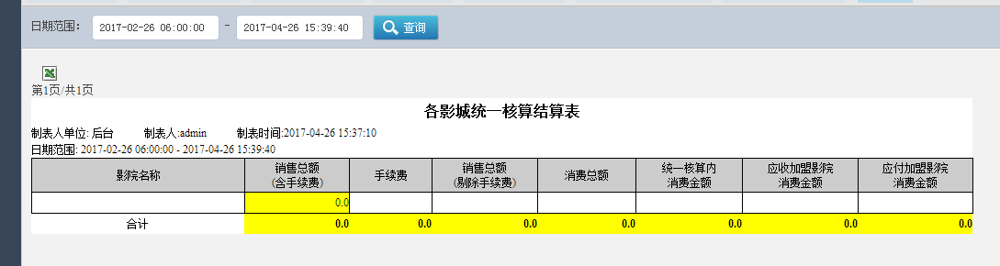 日期范围： 2017-02-26 06:00:00 - 2017-04-26 15:39:40 查询
第1页/共1页
各影城统一核算结算表
制表人单位: 后台 制表人:admin 制表时间:2017-04-26 15:37:10
日期范围: 2017-02-26 06:00:00 - 2017-04-26 15:39:40
影院名称
销售总额
(含手续费)
手续费
销售总额
(剔除手续费)
消费总额
统一核算内
消费金额
应收加盟影院
消费金额
应付加盟影院
消费金额
0.0
合计 0.0 0.0 0.0 0.0 0.0 0.0 0.0